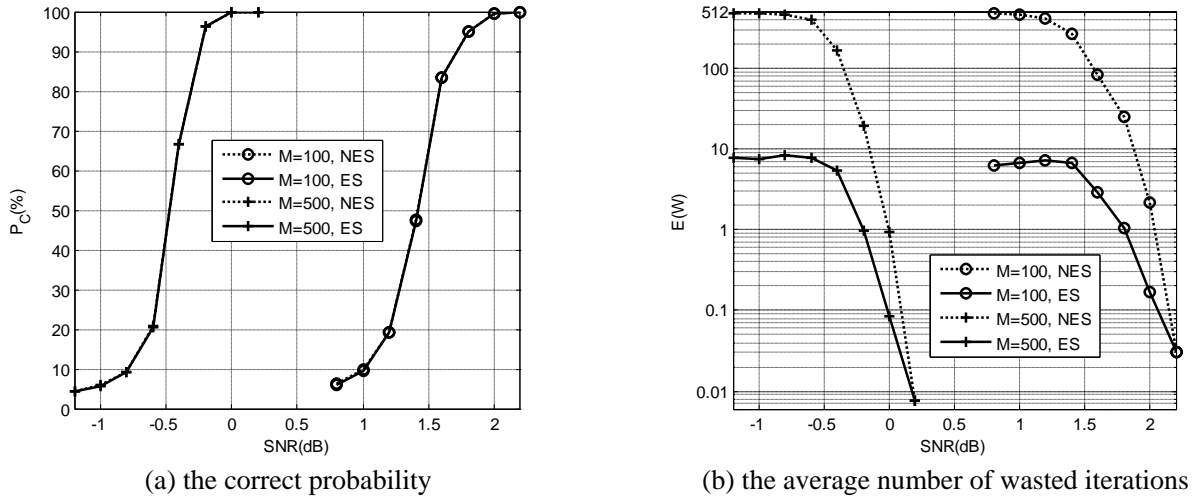 100
90
80
70
60
50
40
30
20
10
0
P_C(%)
-1
-0.5
0
0.5
1
1.5
2
SNR(dB)
M=100, NES
M=100, ES
M=500, NES
M=500, ES
(a) the correct probability
512
100
10
1
0.1
0.01
E(W)
-1
-0.5
0
0.5
1
1.5
2
SNR(dB)
M=100, NES
M=100, ES
M=500, NES
M=500, ES
(b) the average number of wasted iterations